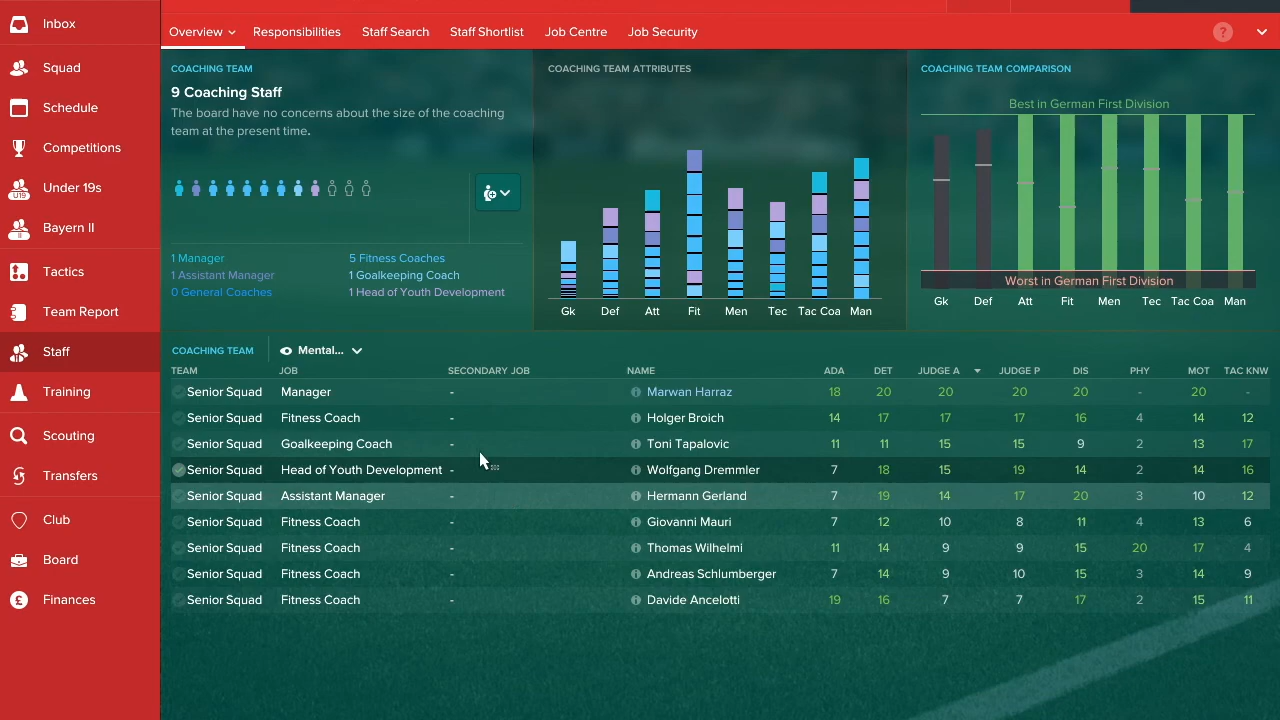 Inbox
Squad
Schedule
Competitions
U19
Under 19s
II
Bayern II
Tactics
Team Report
Staff
Training
Scouting
Transfers
Club
Board
£
Finances
Overview Responsibilities Staff Search Staff Shortlist Job Centre Job Security ?
COACHING TEAM
9 Coaching Staff
The board have no concerns about the size of the coaching
team at the present time.
1 Manager 5 Fitness Coaches
1 Assistant Manager 1 Goalkeeping Coach
0 General Coaches 1 Head of Youth Development
COACHING TEAM ATTRIBUTES
Gk Def Att Fit Men Tec Tac Coa Man
COACHING TEAM COMPARISON
Best in German First Division
Worst in German First Division
Gk Def Att Fit Men Tec Tac Coa Man
COACHING TEAM Mental...
TEAM JOB SECONDARY JOB NAME ADA DET JUDGE A JUDGE P DIS PHY MOT TAC KNW
Senior Squad Manager - Marwan Harraz 18 20 20 20 20 - 20 -
Senior Squad Fitness Coach - Holger Broich 14 17 17 17 16 4 14 12
Senior Squad Goalkeeping Coach - Toni Tapalovic 11 11 15 15 9 2 13 17
Senior Squad Head of Youth Development - Wolfgang Dremmler 7 18 15 19 14 2 14 16
Senior Squad Assistant Manager - Hermann Gerland 7 19 14 17 20 3 10 12
Senior Squad Fitness Coach - Giovanni Mauri 7 12 10 8 11 4 13 6
Senior Squad Fitness Coach - Thomas Wilhelmi 11 14 9 9 15 20 17 4
Senior Squad Fitness Coach - Andreas Schlumberger 7 14 9 10 15 3 14 9
Senior Squad Fitness Coach - Davide Ancelotti 19 16 7 7 17 2 15 11